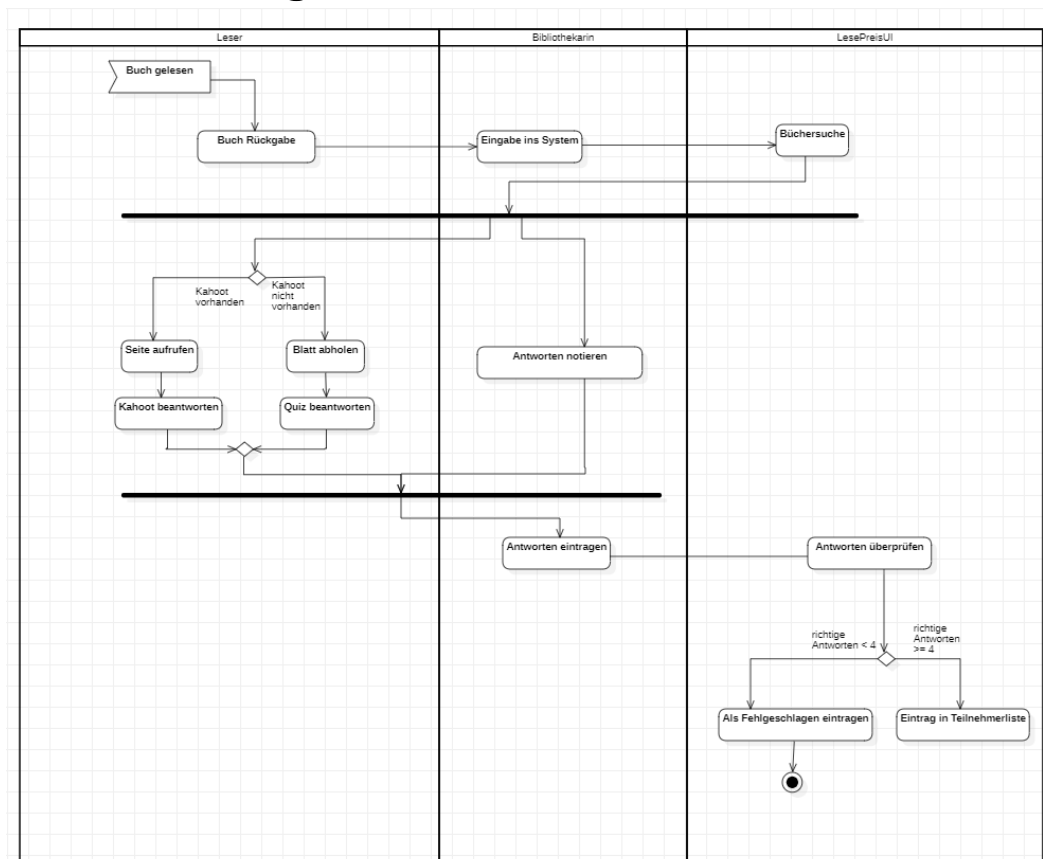 Leser
Bibliothekarin
LesePreisUI
Buch gelesen
Buch Rückgabe
Eingabe ins System
Büchersuche
Kahoot
vorhanden
Kahoot
nicht
vorhanden
Seite aufrufen
Blatt abholen
Antworten notieren
Kahoot beantworten
Quiz beantworten
Antworten eintragen
Antworten überprüfen
richtige
Antworten < 4
richtige
Antworten
>= 4
Als Fehlgeschlagen eintragen
Eintrag in Teilnehmerliste